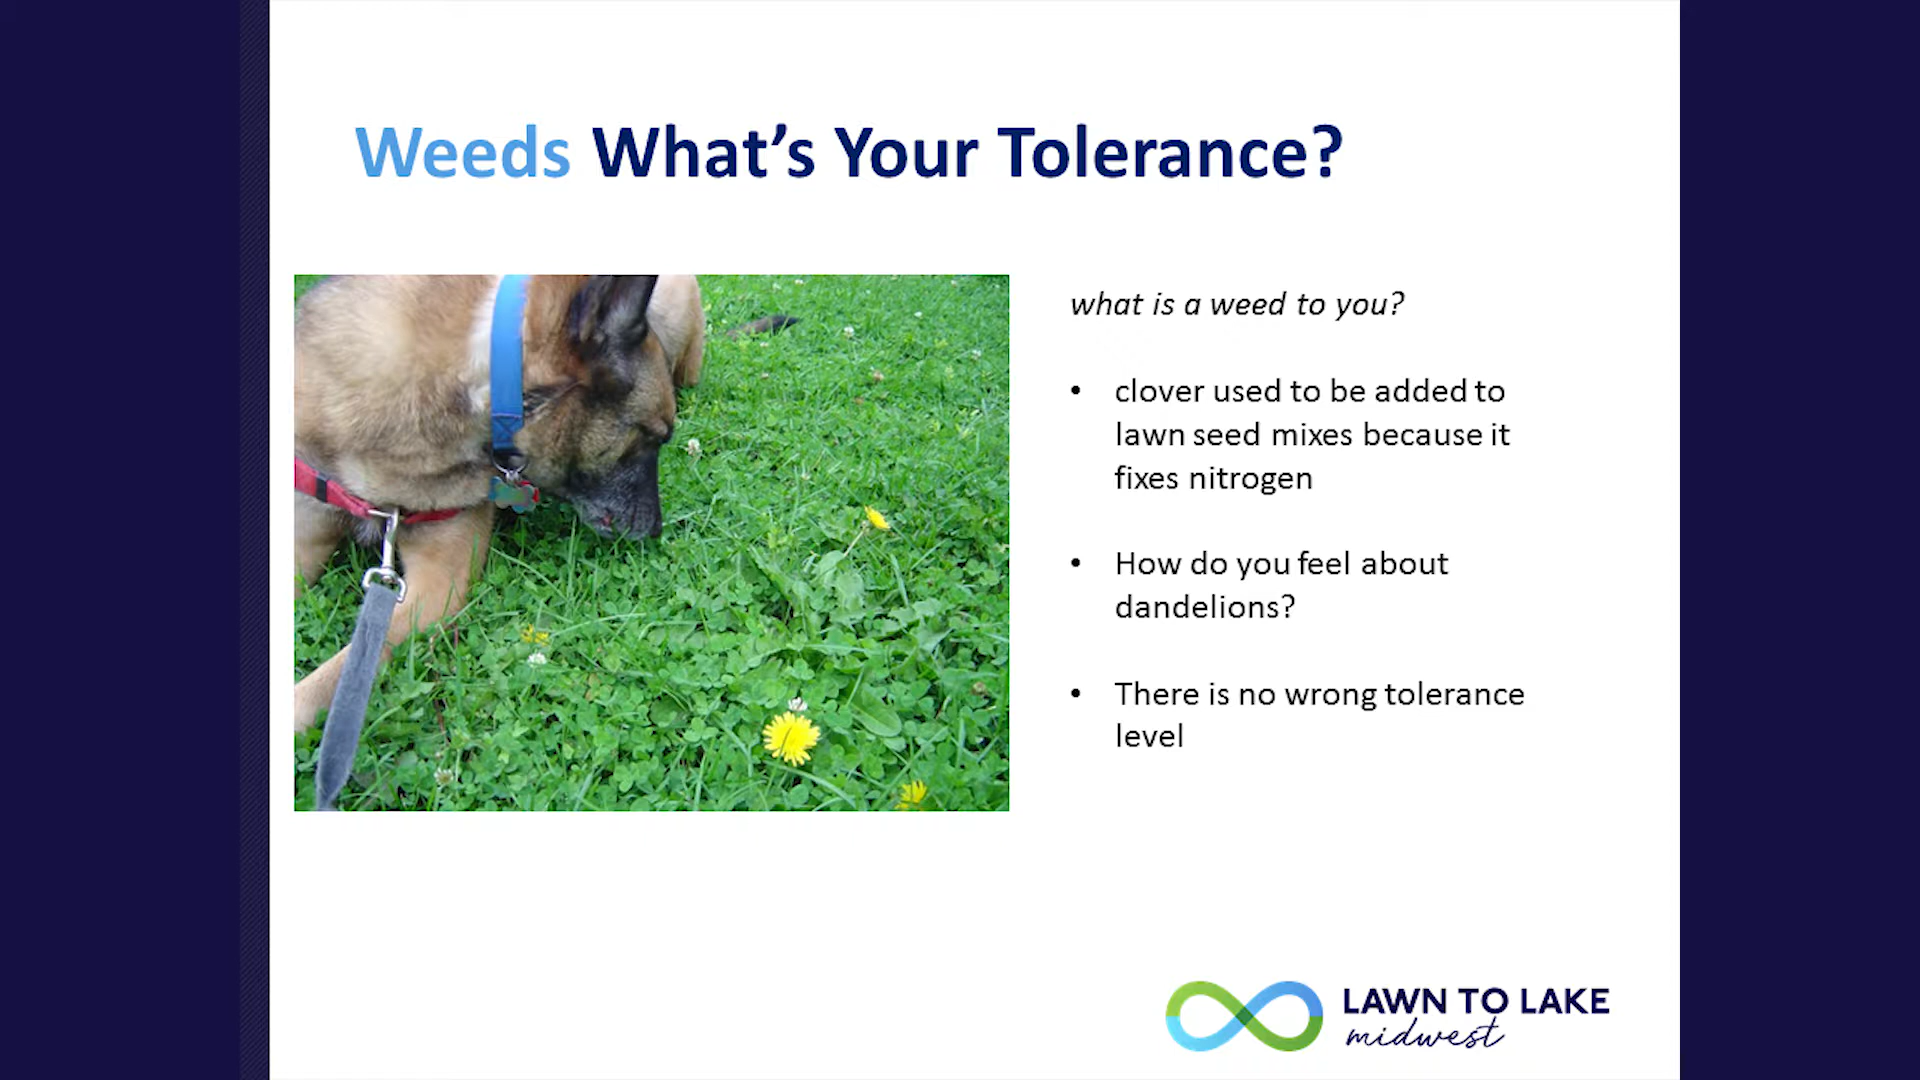 Weeds What's Your Tolerance?
what is a weed to you?
• clover used to be added to
lawn seed mixes because it
fixes nitrogen
• How do you feel about
dandelions?
• There is no wrong tolerance
level
LAWN TO LAKE
midwest